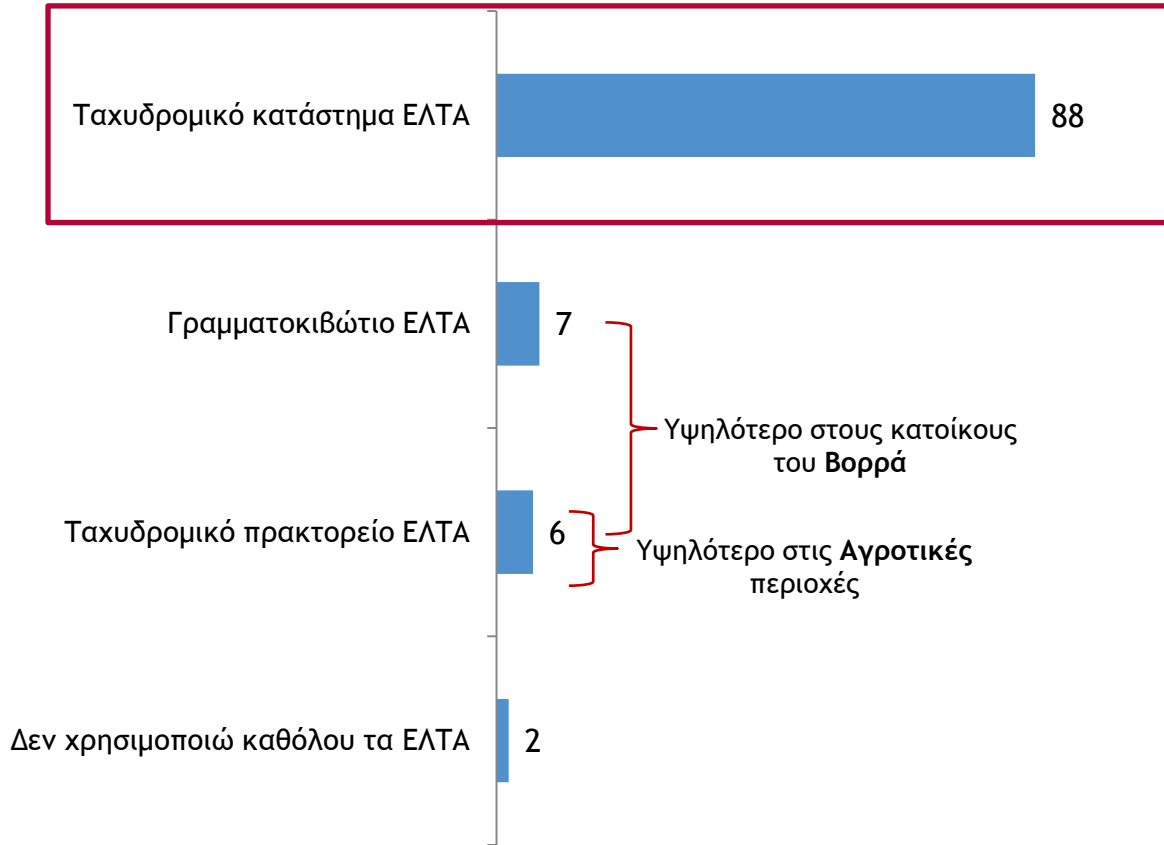 Ταχυδρομικό κατάστημα ΕΛΤΑ 88
Γραμματοκιβώτιο ΕΛΤΑ 7
Υψηλότερο στους κατοίκους
του Βορρά
Ταχυδρομικό πρακτορείο ΕΛΤΑ 6
Υψηλότερο στις Αγροτικές
περιοχές
Δεν χρησιμοποιώ καθόλου τα ΕΛΤΑ 2